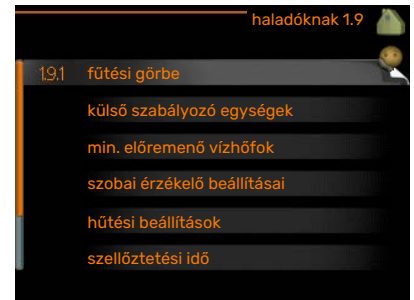 haladóknak 1.9
1.9.1 fűtési görbe
külső szabályozó egységek
min. előremenő vízhőfok
szobai érzékelő beállításai
hűtési beállítások
szellőztetési idő